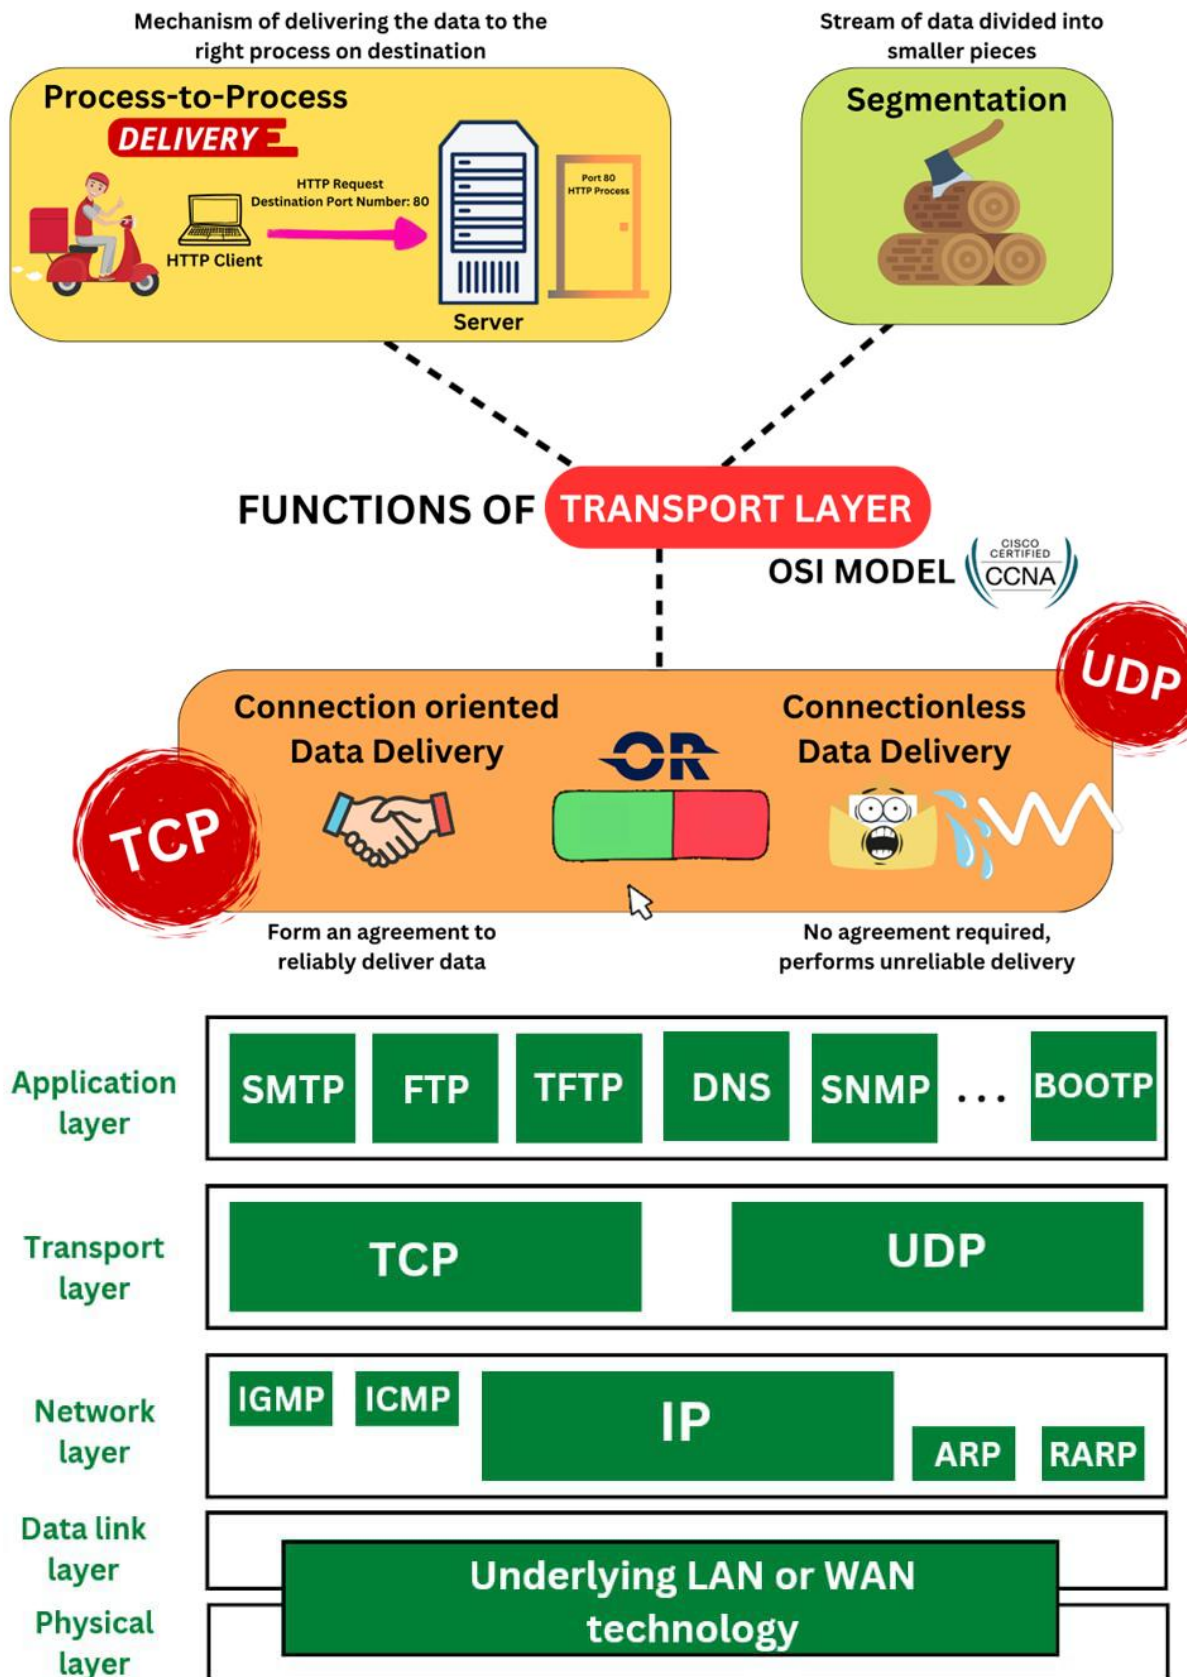 Mechanism of delivering the data to the
right process on destination
Stream of data divided into
smaller pieces
Process-to-Process
DELIVERY
HTTP Request
Destination Port Number: 80
HTTP Client
Server
Port 80
HTTP Process
Segmentation
FUNCTIONS OF TRANSPORT LAYER
OSI MODEL
CISCO
CERTIFIED
CCNA
UDP
Connection oriented
Data Delivery
OR
Connectionless
Data Delivery
TCP
Form an agreement to
reliably deliver data
No agreement required,
performs unreliable delivery
Application
layer
SMTP FTP TFTP DNS SNMP ... BOOTP
Transport
layer
TCP UDP
Network
layer
IGMP ICMP IP ARP RARP
Data link
layer
Underlying LAN or WAN
technology
Physical
layer